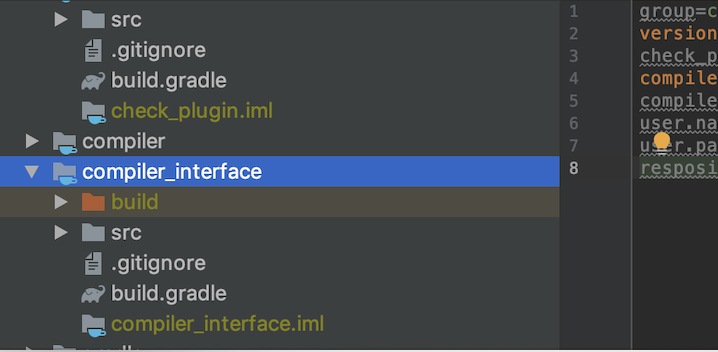 src
.gitignore
build.gradle
check_plugin.iml
compiler
compiler_interface
build
src
.gitignore
build.gradle
compiler_interface.iml
1 group=c
2 version
3 check_p
4 compile
5 compile
6 user.na
7 user.pa
8 resposi